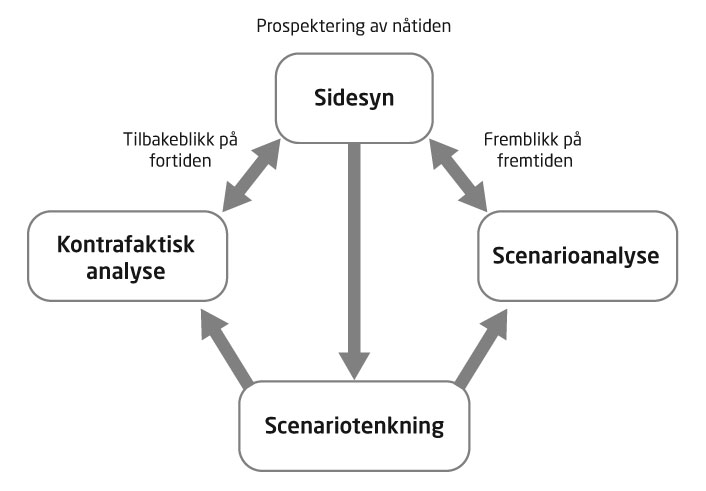 Prospektering av nåtiden
Sidesyn
Tilbakeblikk på
fortiden
Fremblikk på
fremtiden
Kontrafaktisk
analyse
Scenarioanalyse
Scenariotenkning